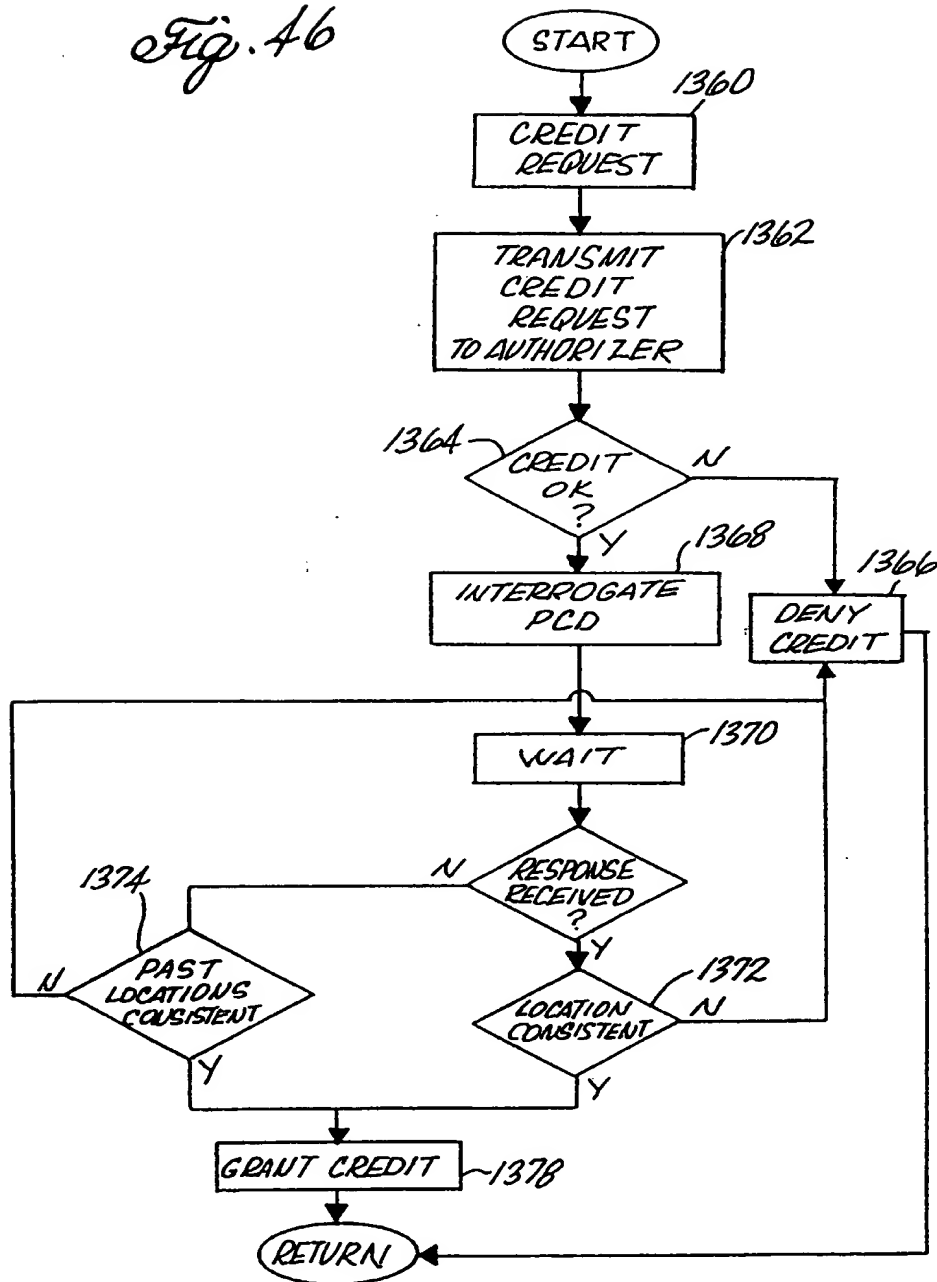 Fig. 46
START
1360
CREDIT
REQUEST
1362
TRANSMIT
CREDIT
REQUEST
TO AUTHORIZER
1364
CREDIT
OK
?
N
Y
1368
INTERROGATE
PCD
1366
DENY
CREDIT
1370
WAIT
RESPONSE
RECEIVED
?
N
Y
1374
PAST
LOCATIONS
CONSISTENT
N
Y
1372
LOCATION
CONSISTENT
N
Y
GRANT CREDIT
1378
RETURN